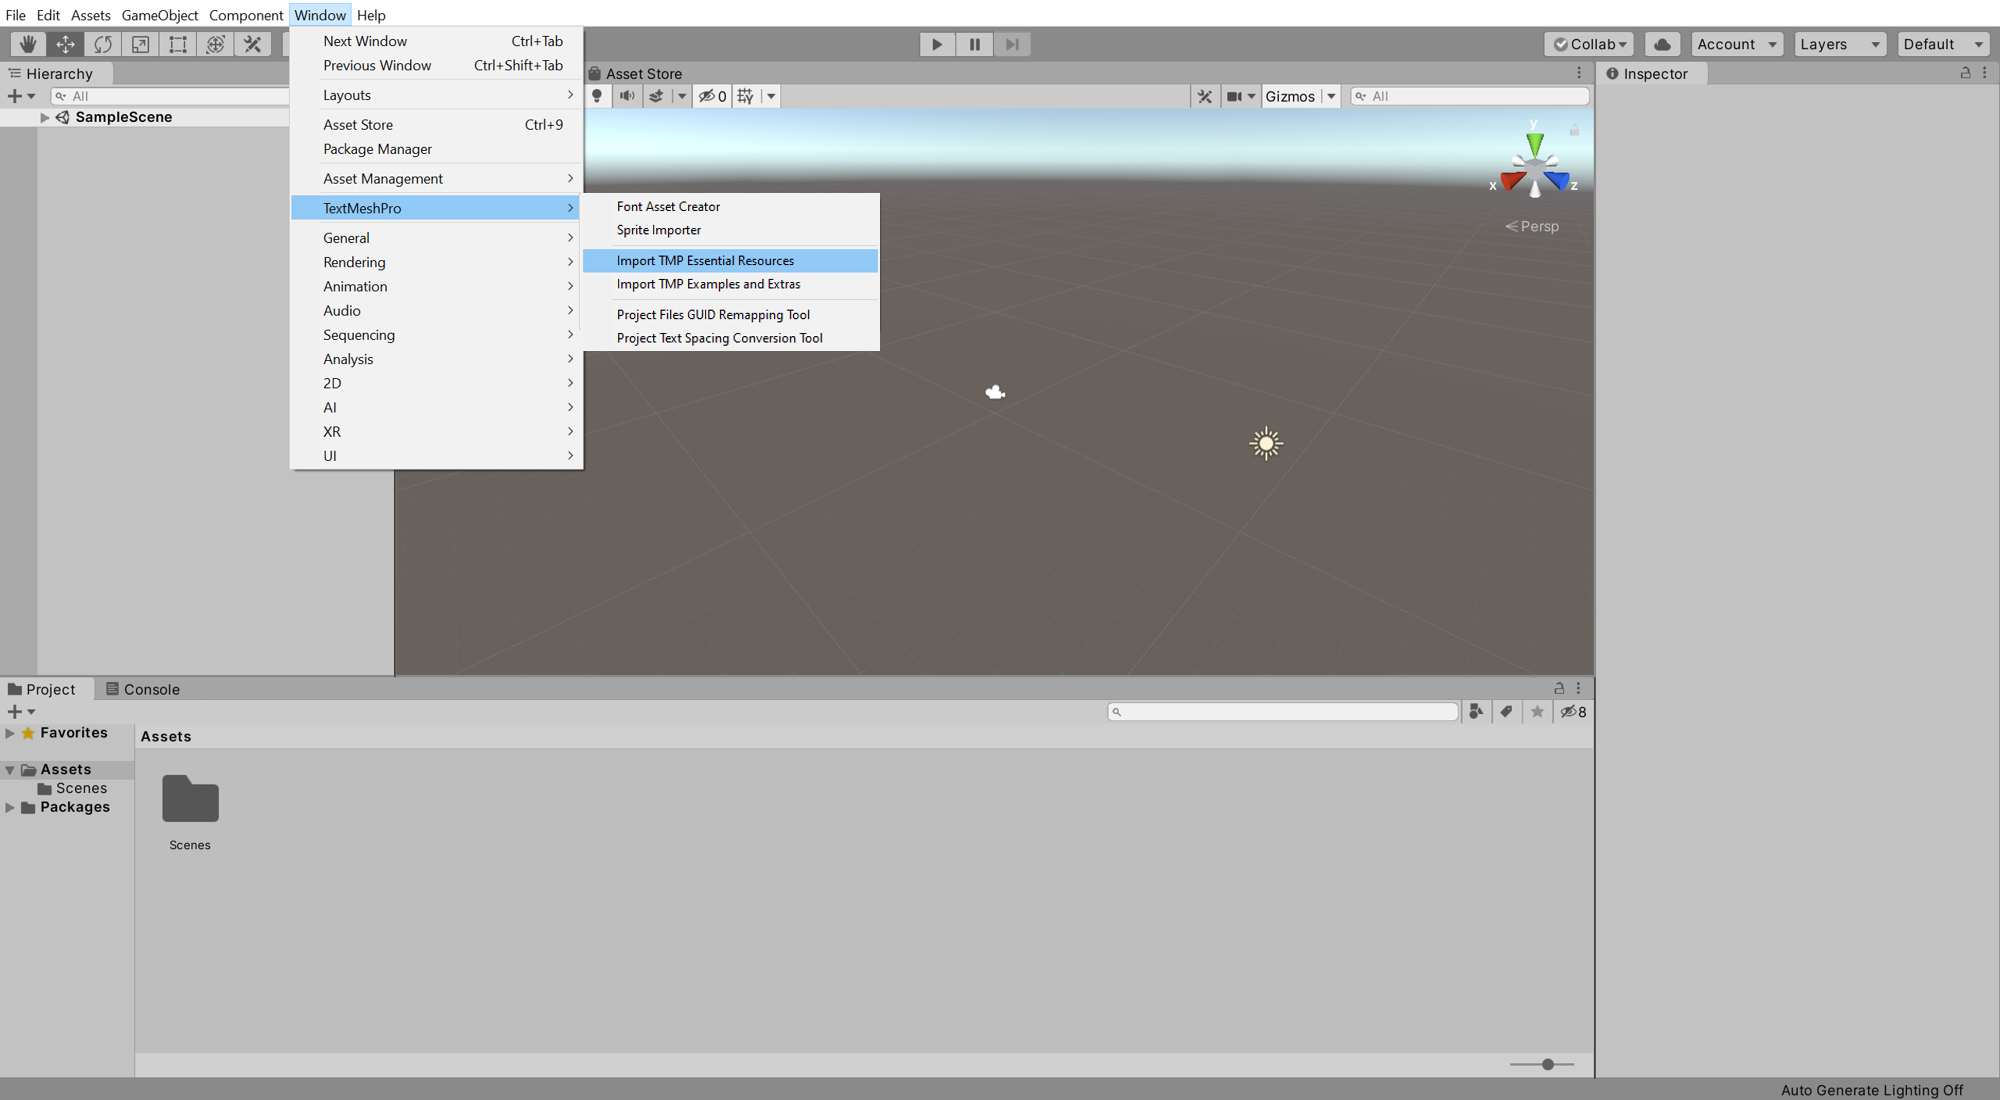 File Edit Assets GameObject Component Window Help
Collab Account Layers Default
Hierarchy
All
SampleScene
Next Window Ctrl+Tab
Previous Window Ctrl+Shift+Tab
Layouts
Asset Store Ctrl+9
Package Manager
Asset Management
TextMeshPro
General
Rendering
Animation
Audio
Sequencing
Analysis
2D
AI
XR
UI
Font Asset Creator
Sprite Importer
Import TMP Essential Resources
Import TMP Examples and Extras
Project Files GUID Remapping Tool
Project Text Spacing Conversion Tool
Asset Store
0 Gizmos All
y
x z
Persp
Inspector
Project Console
8
Favorites
Assets
Scenes
Packages
Assets
Scenes
Auto Generate Lighting Off